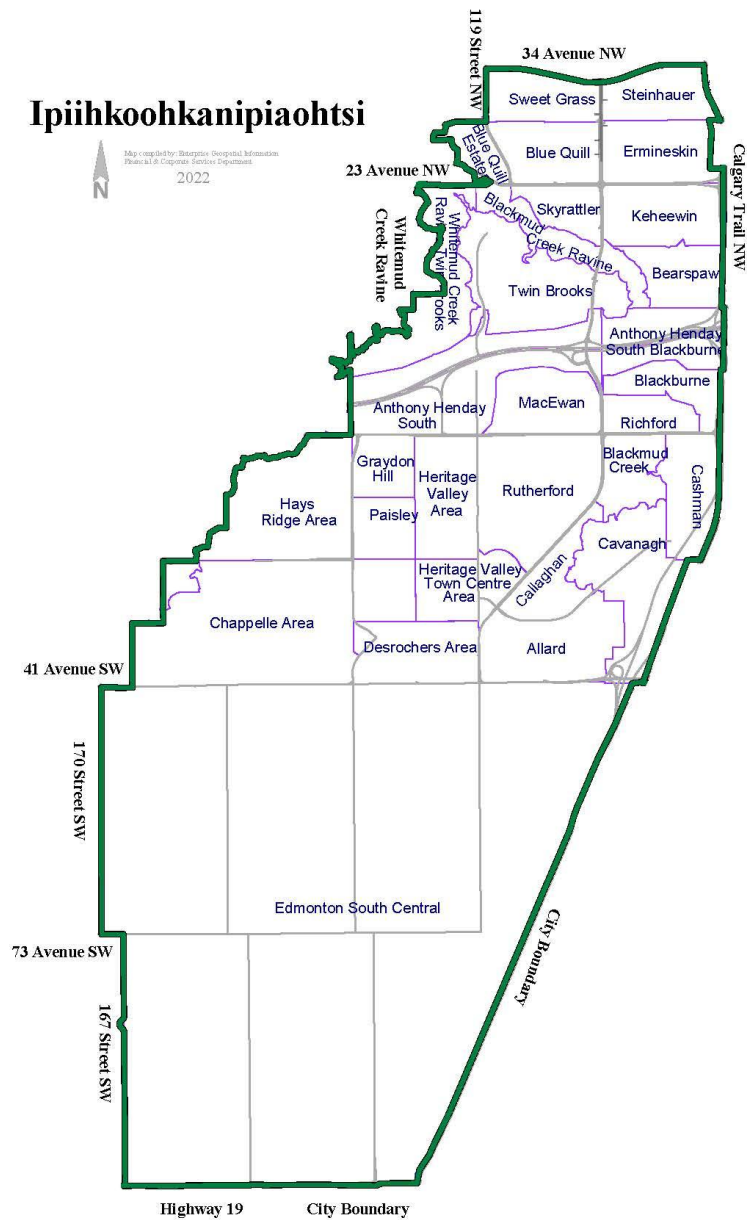 119 Street NW
34 Avenue NW
Ipiihkoohkanipiaohtsi
Map compiled by: Enterprise Geospatial Information
Financial & Corporate Services Department
2022
N
Sweet Grass
Steinhauer
Blue Quill
Estates
Blue Quill
Ermineskin
23 Avenue NW
Calgary Trail NW
Skyrattler
Keheewin
Blackmud
Creek Ravine
Whitemud
Creek Ravine
Whitemud Creek
Ravine Twin Brooks
Bearspaw
Twin Brooks
Anthony Henday
South Blackburne
Blackburne
Anthony Henday
South
MacEwan
Richford
Graydon
Hill
Heritage
Valley
Area
Rutherford
Blackmud
Creek
Cashman
Hays
Ridge Area
Paisley
Cavanagh
Heritage Valley
Town Centre
Area
Callaghan
Chappelle Area
Desrochers Area
Allard
41 Avenue SW
170 Street SW
Edmonton South Central
City Boundary
73 Avenue SW
167 Street SW
Highway 19
City Boundary